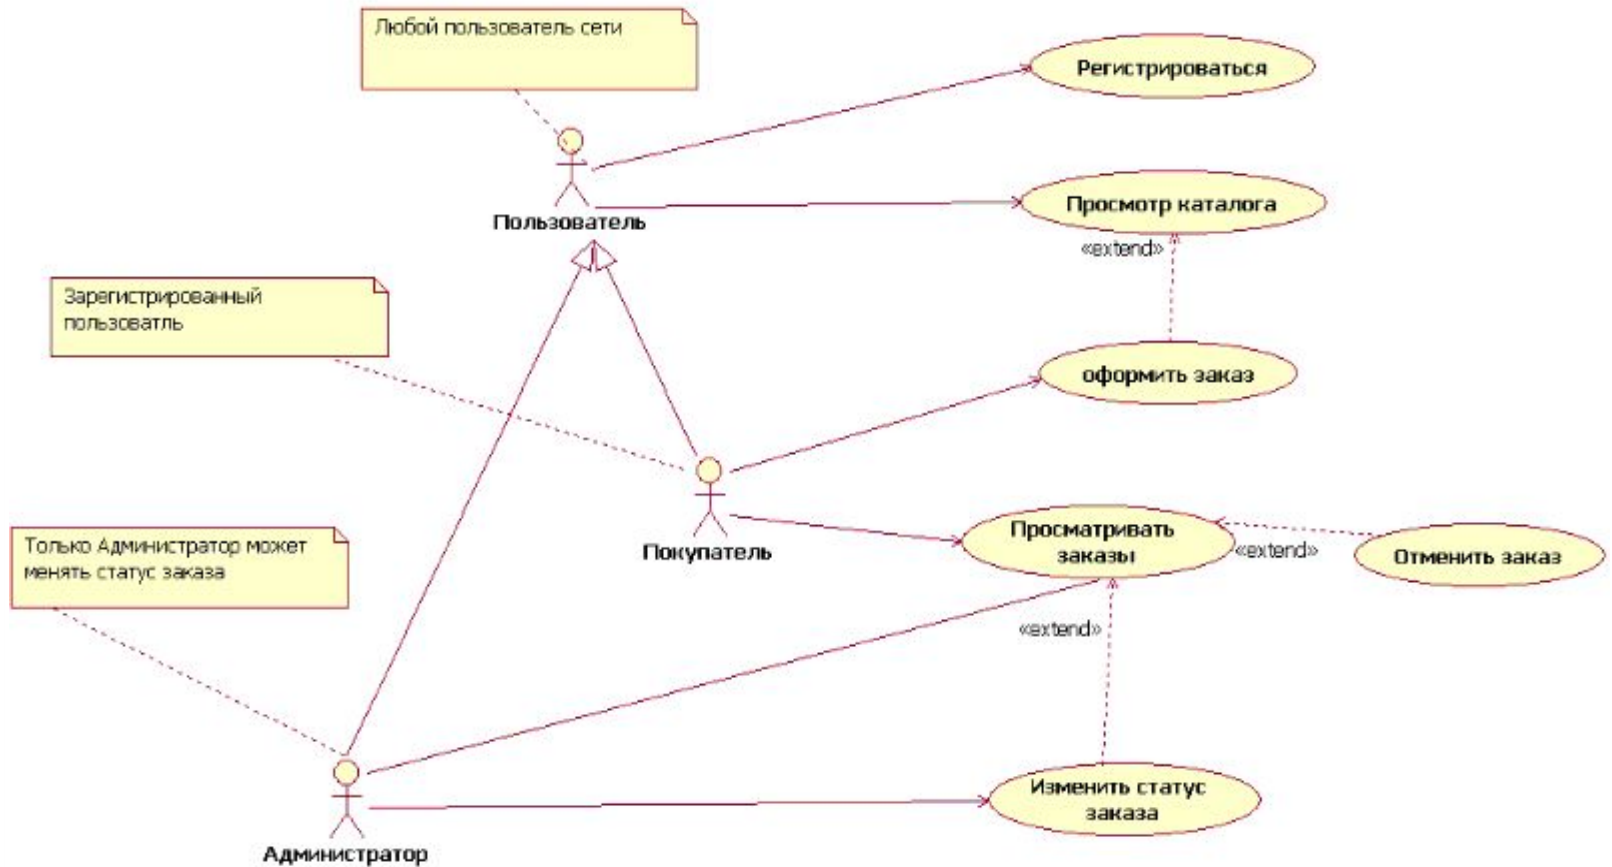 Любой пользователь сети
Регистрироваться
Просмотр каталога
Пользователь
«extend»
Зарегистрированный
пользоватль
оформить заказ
Просматривать
заказы
Только Администратор может
менять статус заказа
Покупатель
«extend»
Отменить заказ
«extend»
Изменить статус
заказа
Администратор